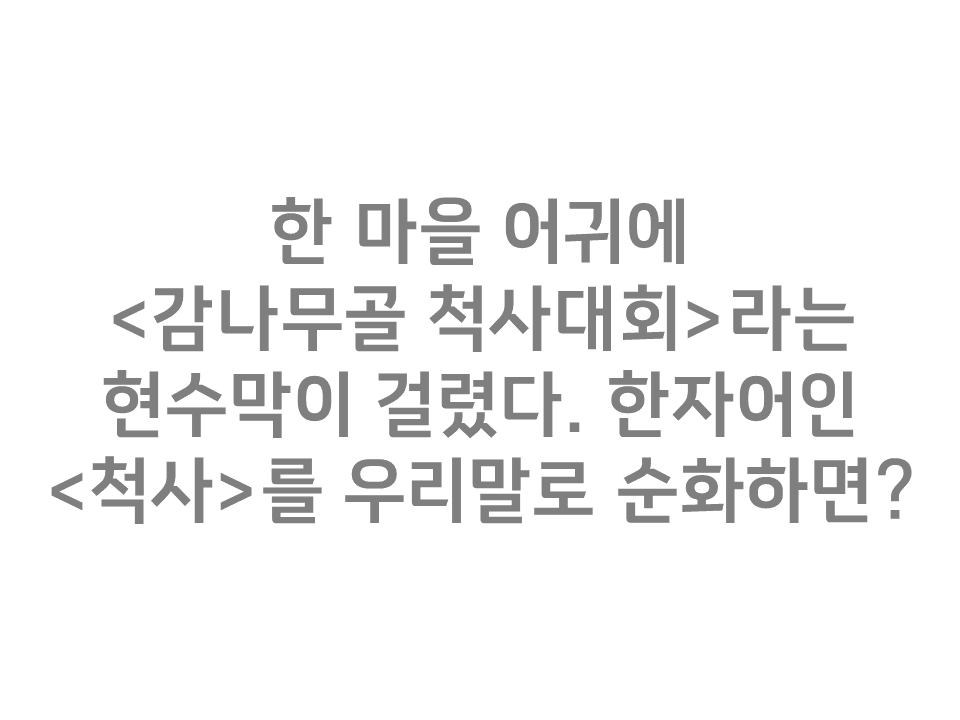 한 마을 어귀에
<감나무골 척사대회>라는
현수막이 걸렸다. 한자어인
<척사>를 우리말로 순화하면?